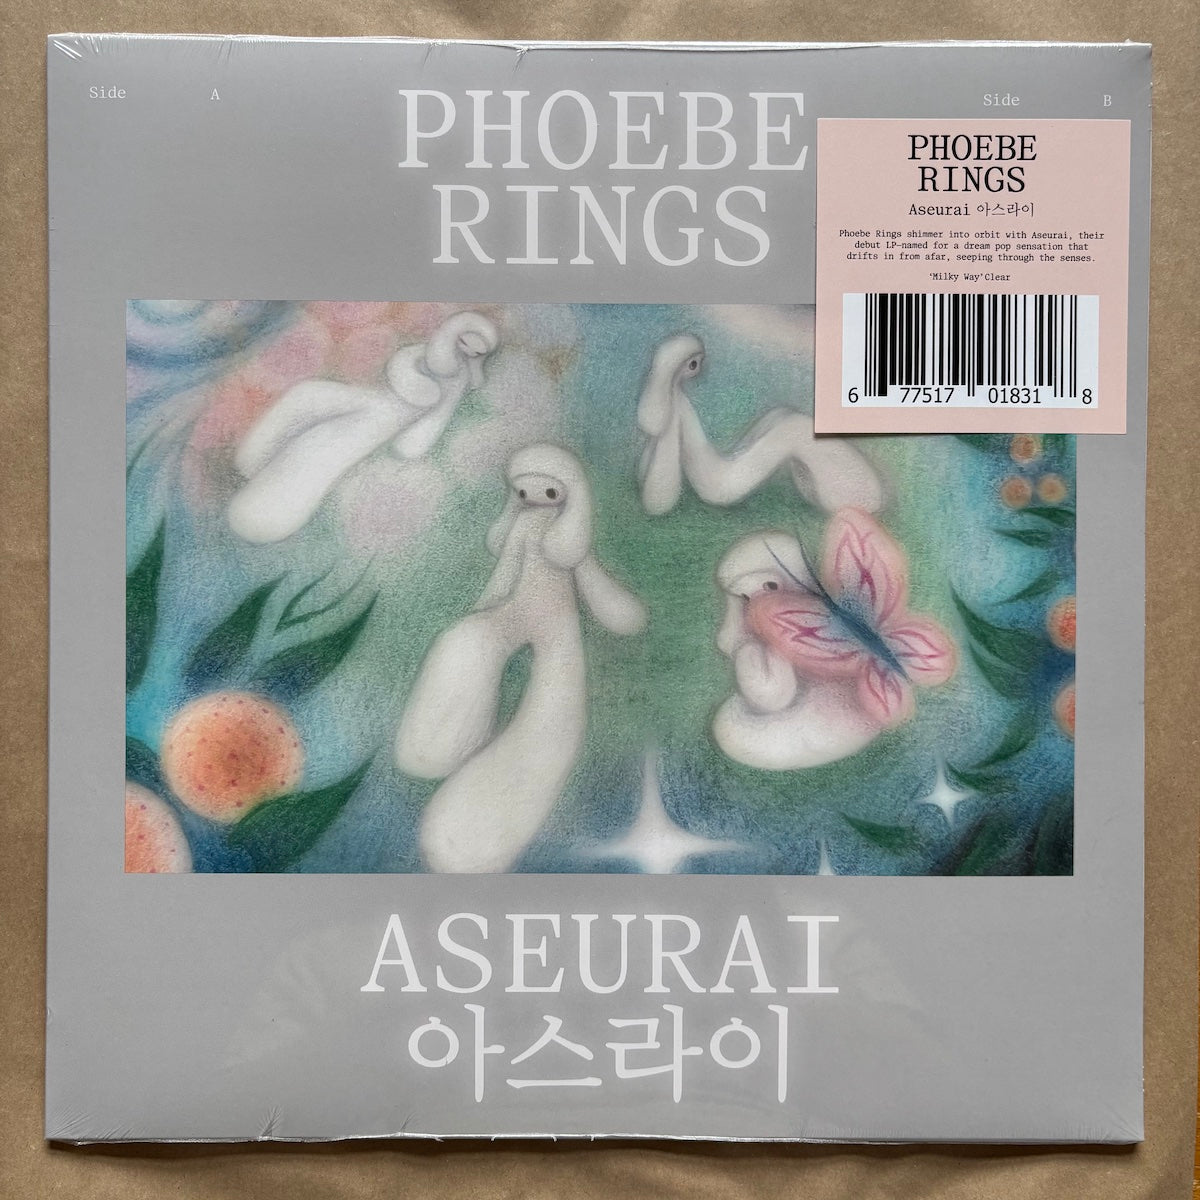 Side A
Side B
PHOEBE
RINGS
PHOEBE
RINGS
Aseurai 아스라이
Phoebe Rings shimmer into orbit with Aseurai, their
debut LP—named for a dream pop sensation that
drifts in from afar, seeping through the senses.
‘Milky Way’Clear
6 77517 01831 8
ASEURAI
아스라이